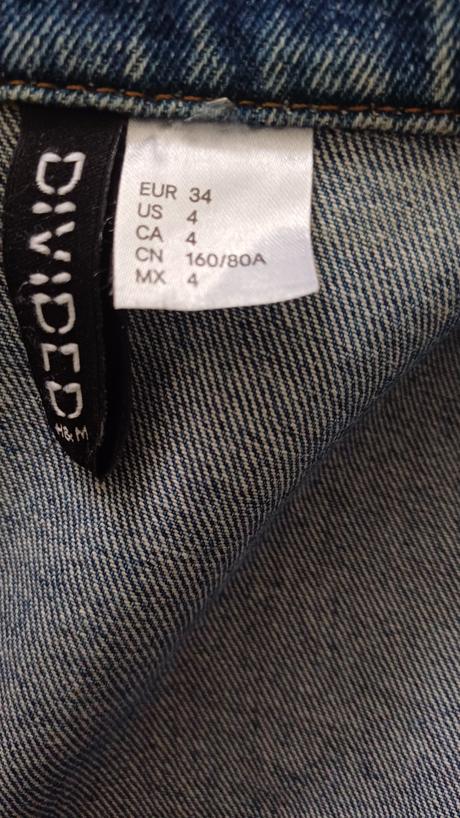 DIVIDED
H&M
EUR 34
US 4
CA 4
CN 160/80A
MX 4